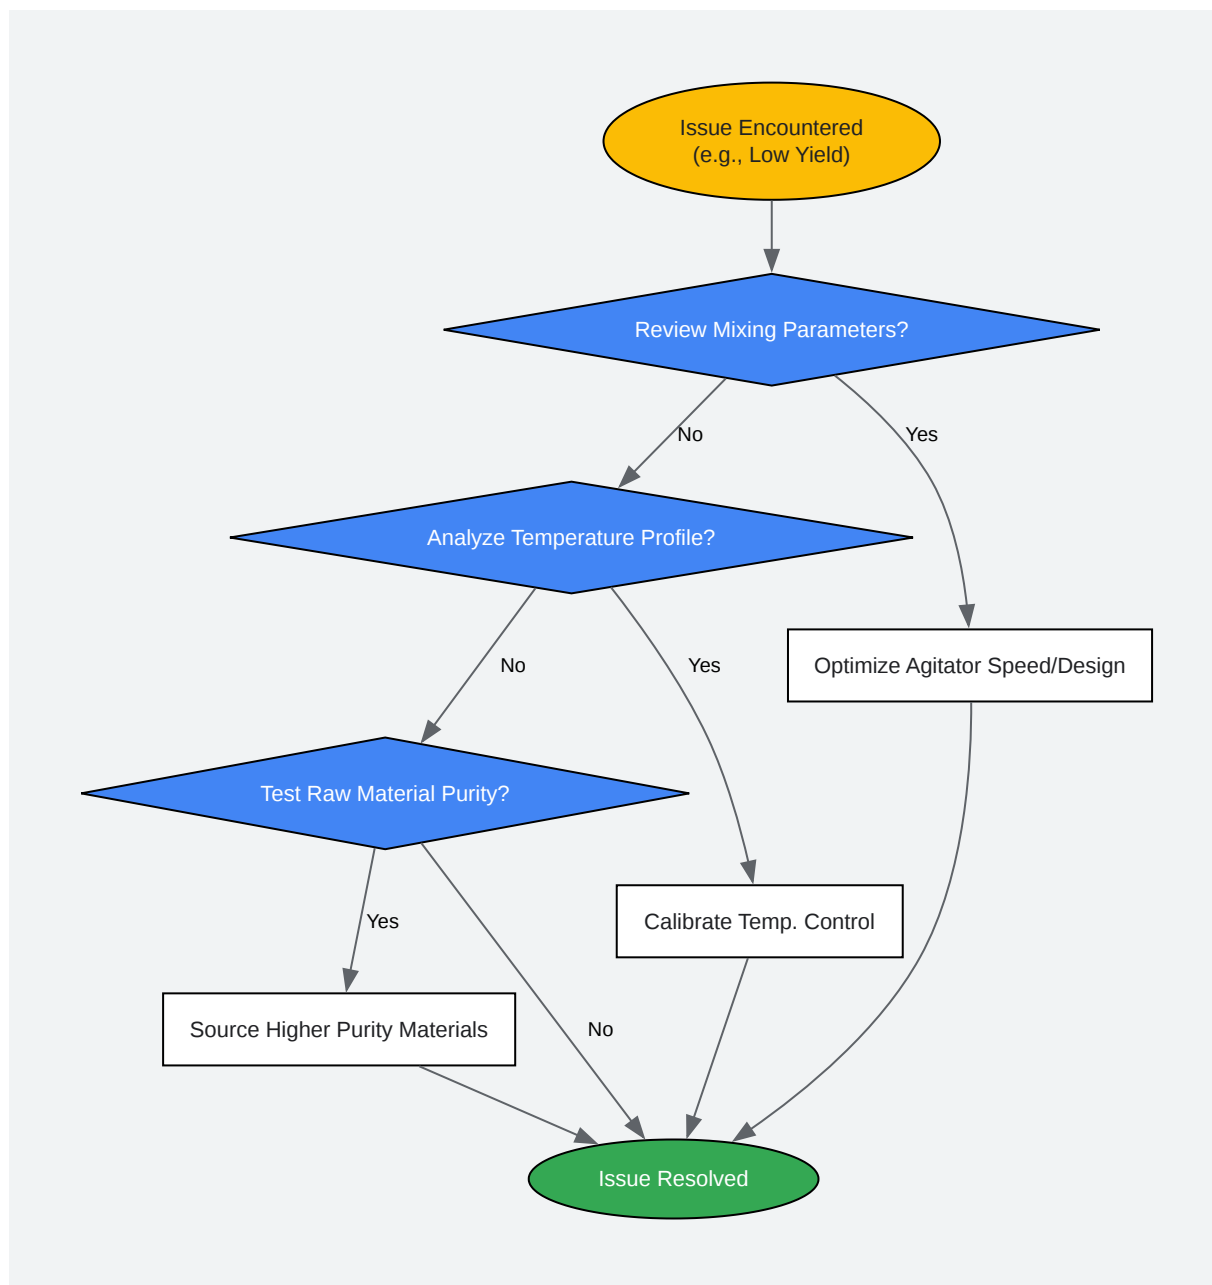 Issue Encountered
(e.g., Low Yield)
Review Mixing Parameters?
No
Yes
Analyze Temperature Profile?
No
Yes
Optimize Agitator Speed/Design
Test Raw Material Purity?
Yes
Calibrate Temp. Control
Source Higher Purity Materials
No
Issue Resolved